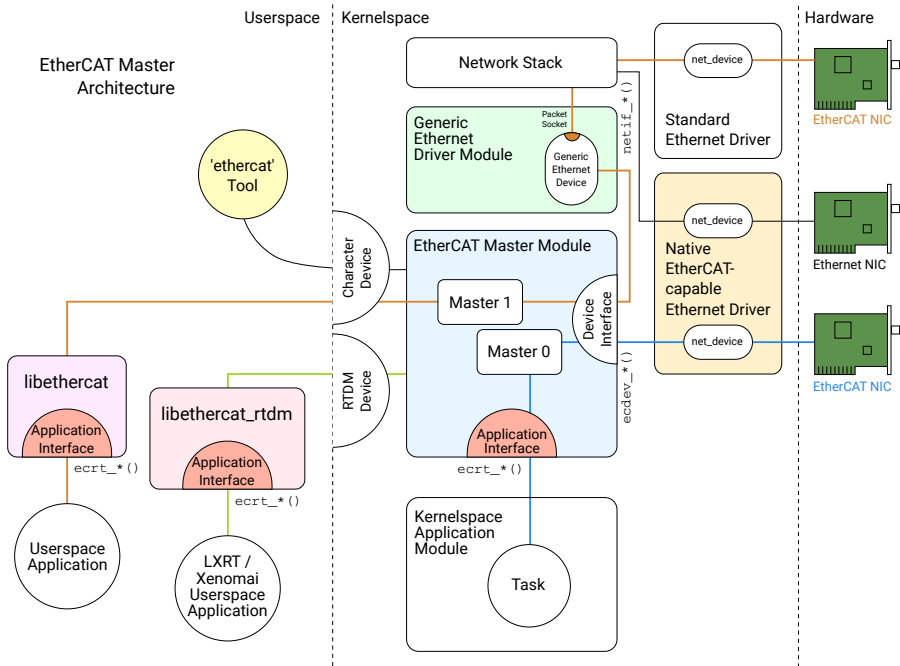 Userspace
Kernelspace
Hardware
EtherCAT Master
Architecture
Network Stack
net_device
EtherCAT NIC
Standard
Ethernet Driver
netif_*()
Generic
Ethernet
Driver Module
Packet
Socket
Generic
Ethernet
Device
'ethercat'
Tool
net_device
Ethernet NIC
Native
EtherCAT-
capable
Ethernet Driver
net_device
EtherCAT NIC
Character
Device
EtherCAT Master Module
Master 1
Master 0
Device
Interface
ecdev_*()
RTDM
Device
libethercat
Application
Interface
ecrt_*()
libethercat_rtdm
Application
Interface
ecrt_*()
Application
Interface
ecrt_*()
Userspace
Application
LXRT /
Xenomai
Userspace
Application
Kernelspace
Application
Module
Task